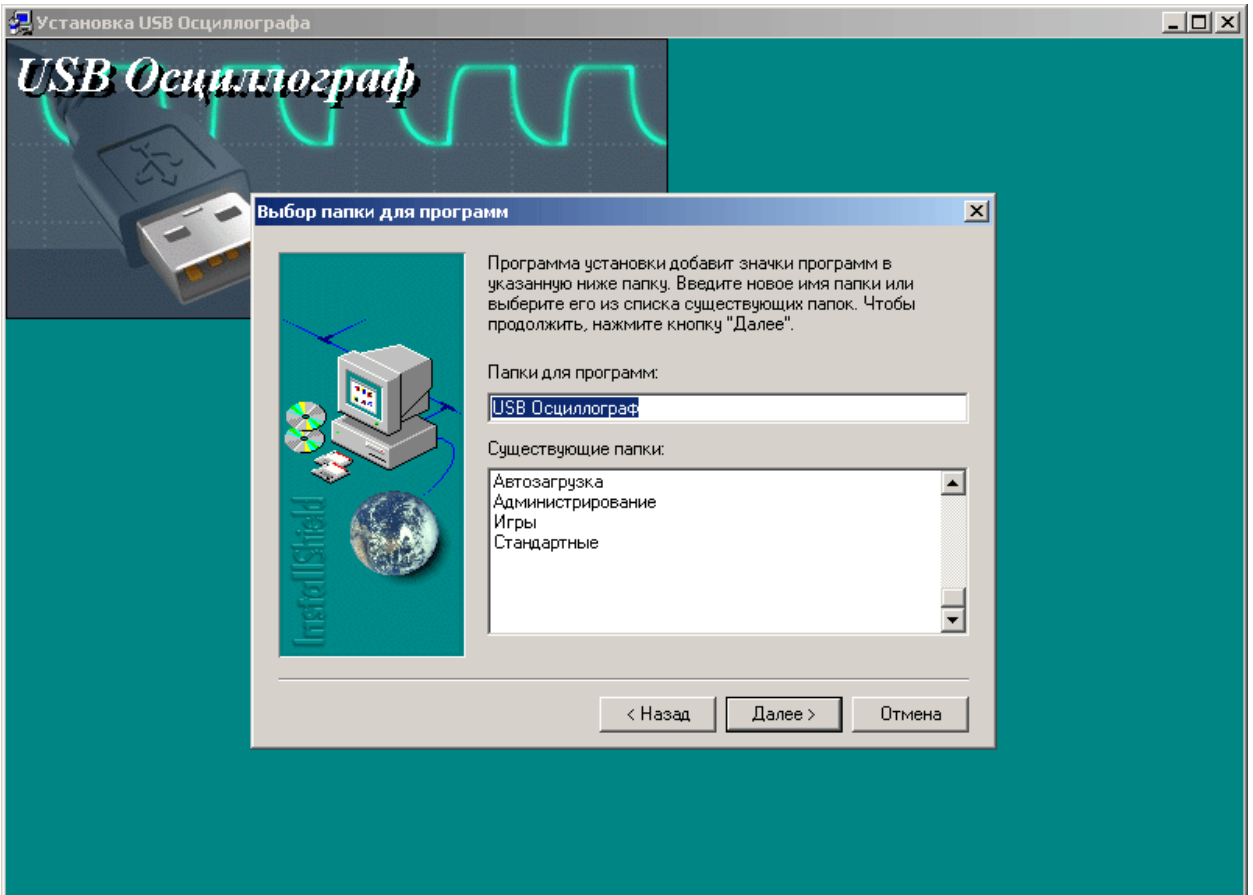 Установка USB Осциллографа
USB Осциллограф
Выбор папки для программ
Программа установки добавит значки программ в
указанную ниже папку. Введите новое имя папки или
выберите его из списка существующих папок. Чтобы
продолжить, нажмите кнопку "Далее".
Папки для программ:
USB Осциллограф
Существующие папки:
Автозагрузка
Администрирование
Игры
Стандартные
InstallShield
< Назад
Далее >
Отмена